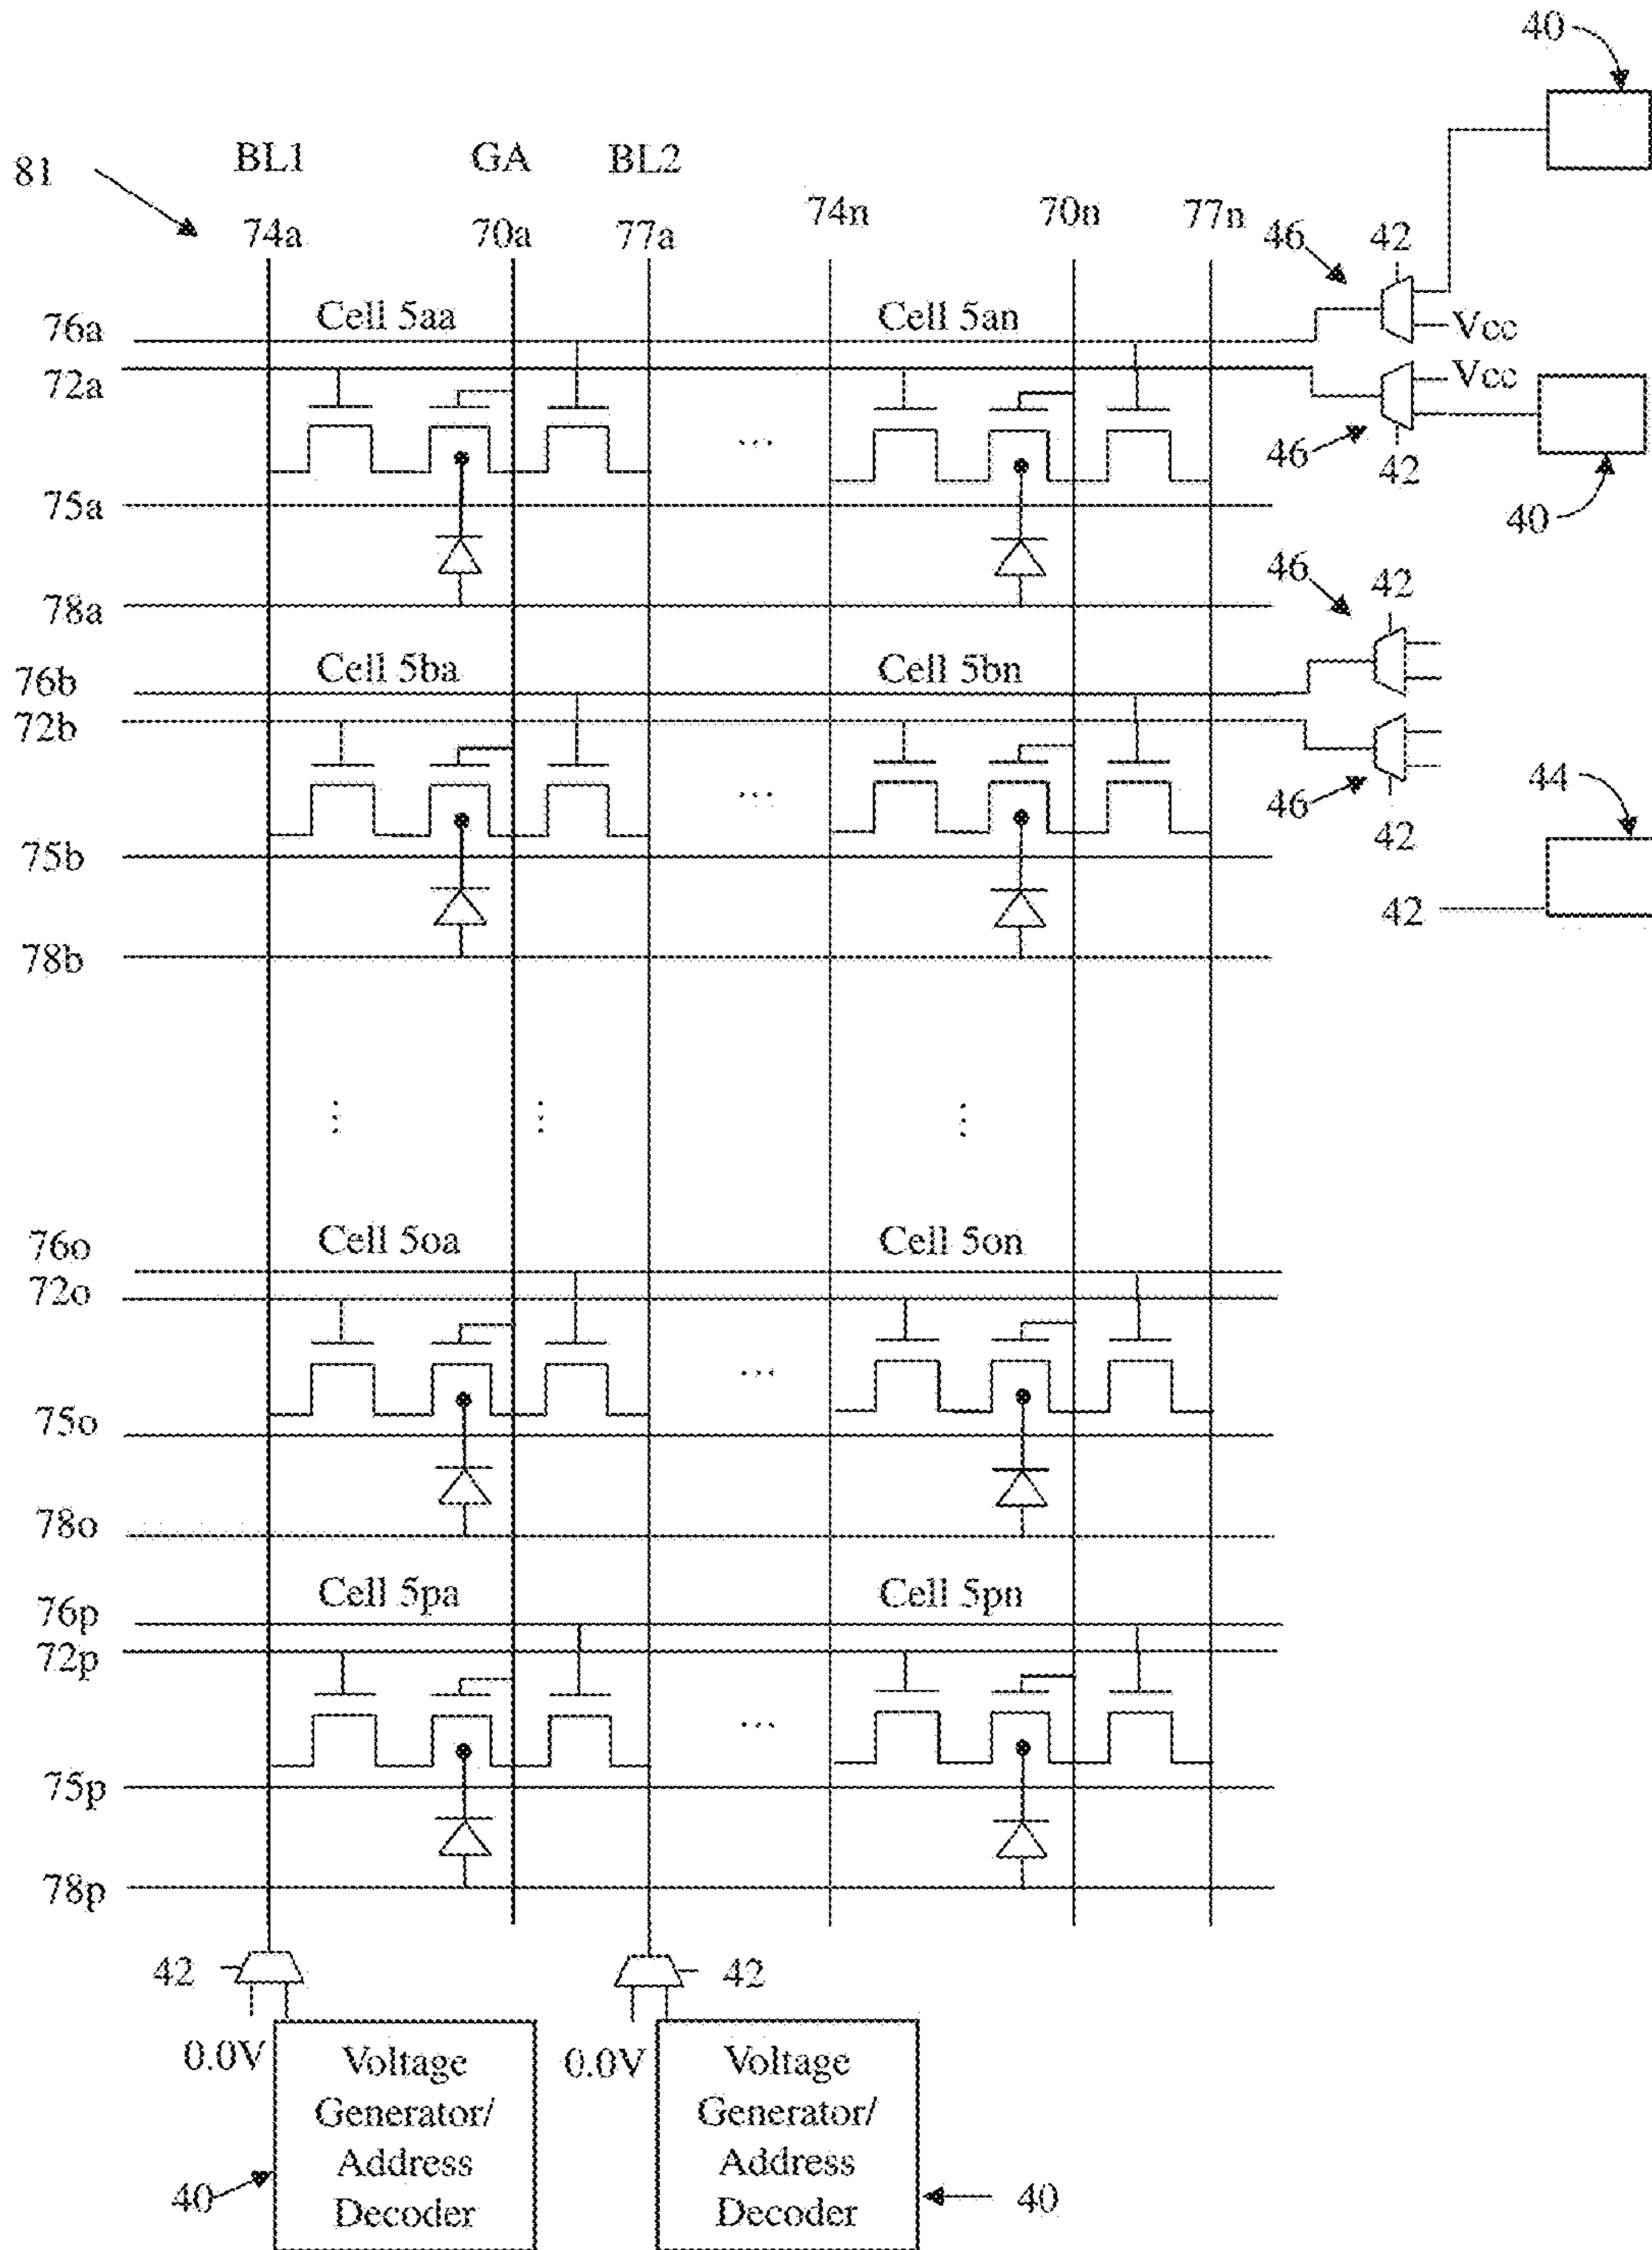 40
81
BL1 GA BL2
74a 70a 77a 74n 70n 77n
46 42
76a Cell 5aa Cell 5an
Vcc
72a Vcc
46 42
75a 40
46 42
78a
76b Cell 5ba Cell 5bn
72b
46 42
44
75b
42
78b
... ...
⋮ ⋮ ⋮
76o Cell 5oa Cell 5on
72o
...
75o
78o
76p Cell 5pa Cell 5pn
72p
...
75p
78p
42 42
0.0V 0.0V
Voltage Generator/ Address Decoder
Voltage Generator/ Address Decoder
40 40